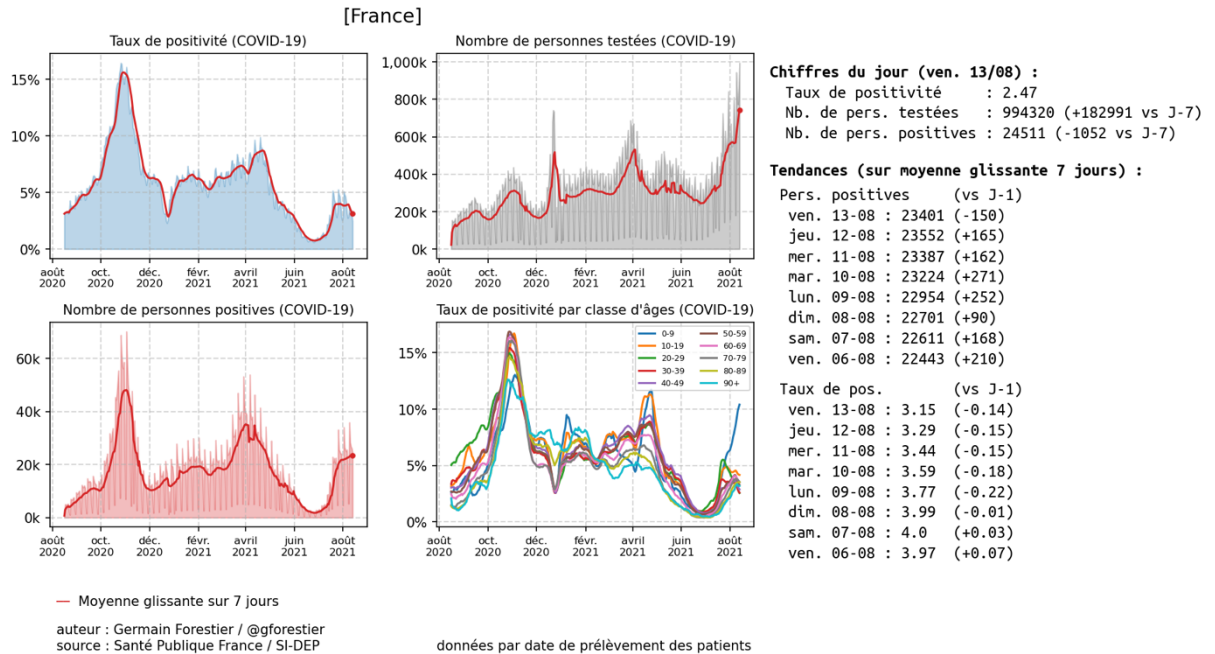 [France]
Taux de positivité (COVID-19)
15%
10%
5%
0%
août 2020
oct. 2020
déc. 2020
févr. 2021
avril 2021
juin 2021
août 2021
Nombre de personnes testées (COVID-19)
1,000k
800k
600k
400k
200k
0k
août 2020
oct. 2020
déc. 2020
févr. 2021
avril 2021
juin 2021
août 2021
Nombre de personnes positives (COVID-19)
60k
40k
20k
0k
août 2020
oct. 2020
déc. 2020
févr. 2021
avril 2021
juin 2021
août 2021
Taux de positivité par classe d'âges (COVID-19)
15%
10%
5%
0%
0-9
10-19
20-29
30-39
40-49
50-59
60-69
70-79
80-89
90+
août 2020
oct. 2020
déc. 2020
févr. 2021
avril 2021
juin 2021
août 2021
Chiffres du jour (ven. 13/08) :
Taux de positivité : 2.47
Nb. de pers. testées : 994320 (+182991 vs J-7)
Nb. de pers. positives : 24511 (-1052 vs J-7)
Tendances (sur moyenne glissante 7 jours) :
Pers. positives (vs J-1)
ven. 13-08 : 23401 (-150)
jeu. 12-08 : 23552 (+165)
mer. 11-08 : 23387 (+162)
mar. 10-08 : 23224 (+271)
lun. 09-08 : 22954 (+252)
dim. 08-08 : 22701 (+90)
sam. 07-08 : 22611 (+168)
ven. 06-08 : 22443 (+210)
Taux de pos. (vs J-1)
ven. 13-08 : 3.15 (-0.14)
jeu. 12-08 : 3.29 (-0.15)
mer. 11-08 : 3.44 (-0.15)
mar. 10-08 : 3.59 (-0.18)
lun. 09-08 : 3.77 (-0.22)
dim. 08-08 : 3.99 (-0.01)
sam. 07-08 : 4.0 (+0.03)
ven. 06-08 : 3.97 (+0.07)
Moyenne glissante sur 7 jours
auteur : Germain Forestier / @gforestier
source : Santé Publique France / SI-DEP
données par date de prélèvement des patients